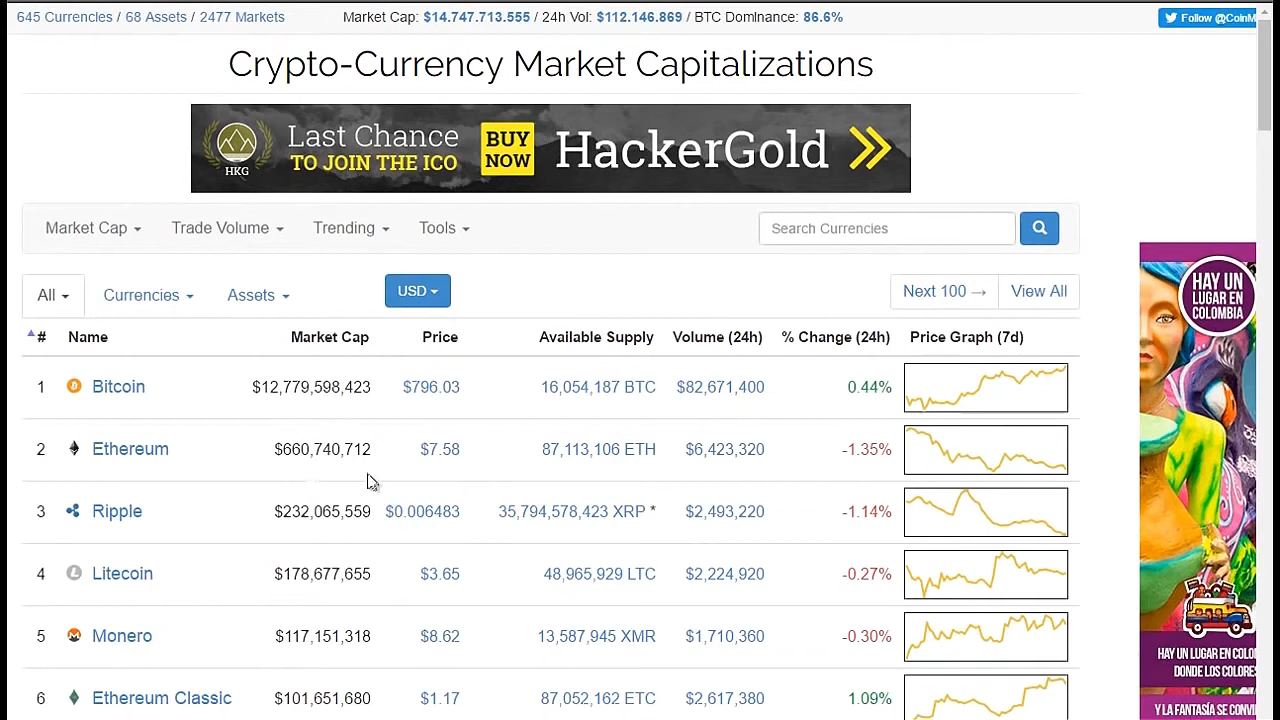 645 Currencies / 68 Assets / 2477 Markets Market Cap: $14.747.713.555 / 24h Vol: $112.146.869 / BTC Dominance: 86.6% Follow @CoinM
Crypto-Currency Market Capitalizations
HKG Last Chance TO JOIN THE ICO BUY NOW HackerGold
Market Cap Trade Volume Trending Tools Search Currencies
All Currencies Assets USD Next 100 → View All
# Name Market Cap Price Available Supply Volume (24h) % Change (24h) Price Graph (7d)
1 Bitcoin $12,779,598,423 $796.03 16,054,187 BTC $82,671,400 0.44%
2 Ethereum $660,740,712 $7.58 87,113,106 ETH $6,423,320 -1.35%
3 Ripple $232,065,559 $0.006483 35,794,578,423 XRP * $2,493,220 -1.14%
4 Litecoin $178,677,655 $3.65 48,965,929 LTC $2,224,920 -0.27%
5 Monero $117,151,318 $8.62 13,587,945 XMR $1,710,360 -0.30%
6 Ethereum Classic $101,651,680 $1.17 87,052,162 ETC $2,617,380 1.09%
HAY UN
LUGAR EN
COLOMBIA
HAY UN LUGAR EN COLO
DONDE LOS COLORES
Y LA FANTASÍA SE CONVI